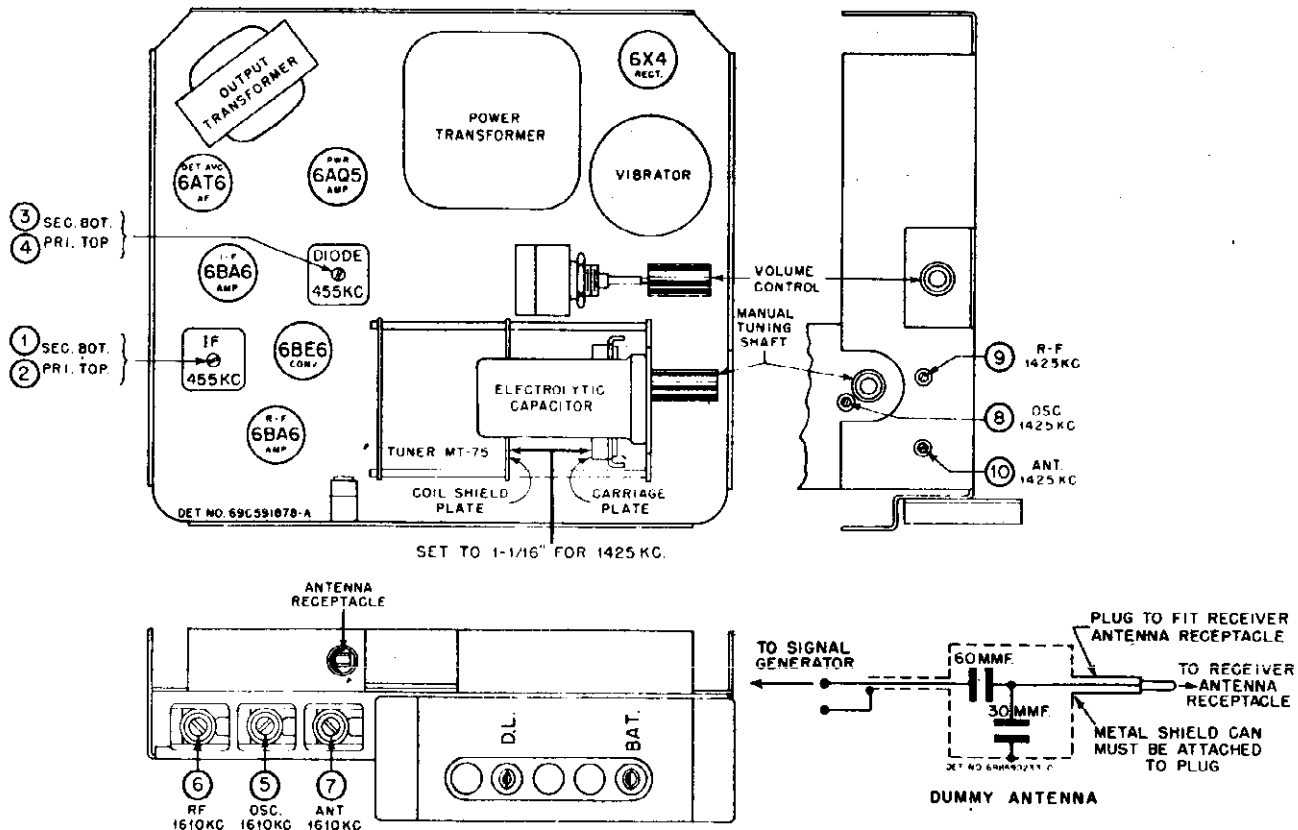 OUTPUT
TRANSFORMER
POWER
TRANSFORMER
6X4
RECT.
VIBRATOR
DET AVC
6AT6
AF
PWR
6AQ5
AMP
3 SEC. BOT.
4 PRI. TOP
I-F
6BA6
AMP
DIODE
455KC
1 SEC. BOT.
2 PRI. TOP.
IF
455KC
6BE6
CONV
R-F
6BA6
AMP
ELECTROLYTIC
CAPACITOR
TUNER MT-75
COIL SHIELD
PLATE
CARRIAGE
PLATE
DET NO. 69C591878-A
SET TO 1-1/16" FOR 1425 KC.
VOLUME
CONTROL
MANUAL
TUNING
SHAFT
9 R-F
1425KC
8 OSC
1425KC
10 ANT.
1425KC
ANTENNA
RECEPTACLE
D.L.
BAT.
6
RF
1610KC
5
OSC.
1610KC
7
ANT
1610KC
TO SIGNAL
GENERATOR
60MMF.
30MMF.
PLUG TO FIT RECEIVER
ANTENNA RECEPTACLE
TO RECEIVER
ANTENNA
RECEPTACLE
METAL SHIELD CAN
MUST BE ATTACHED
TO PLUG
DET NO
DUMMY ANTENNA